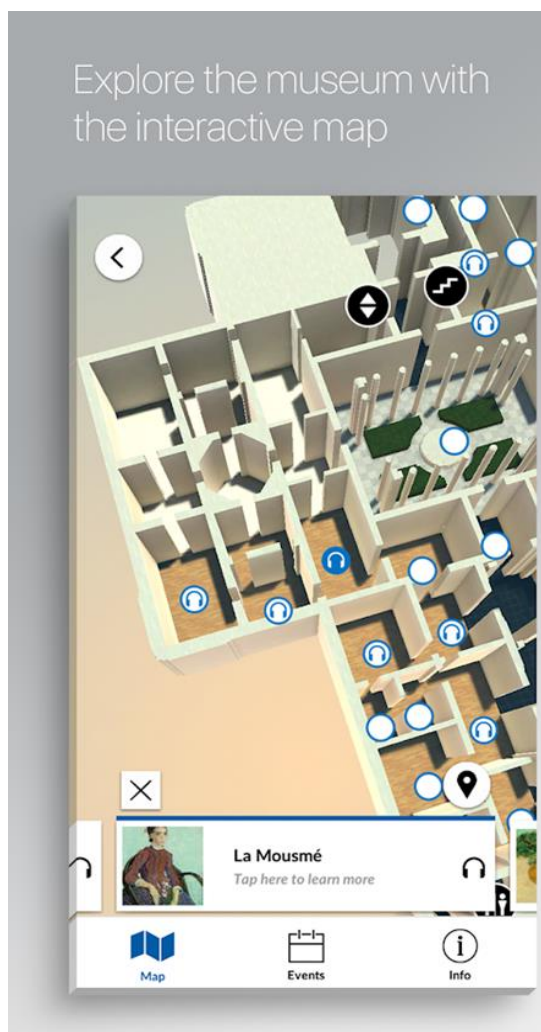 Explore the museum with
the interactive map
La Mousmé
Tap here to learn more
Map
Events
Info